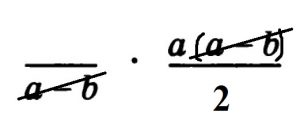 ―/(a – b) · a(a – b)/2